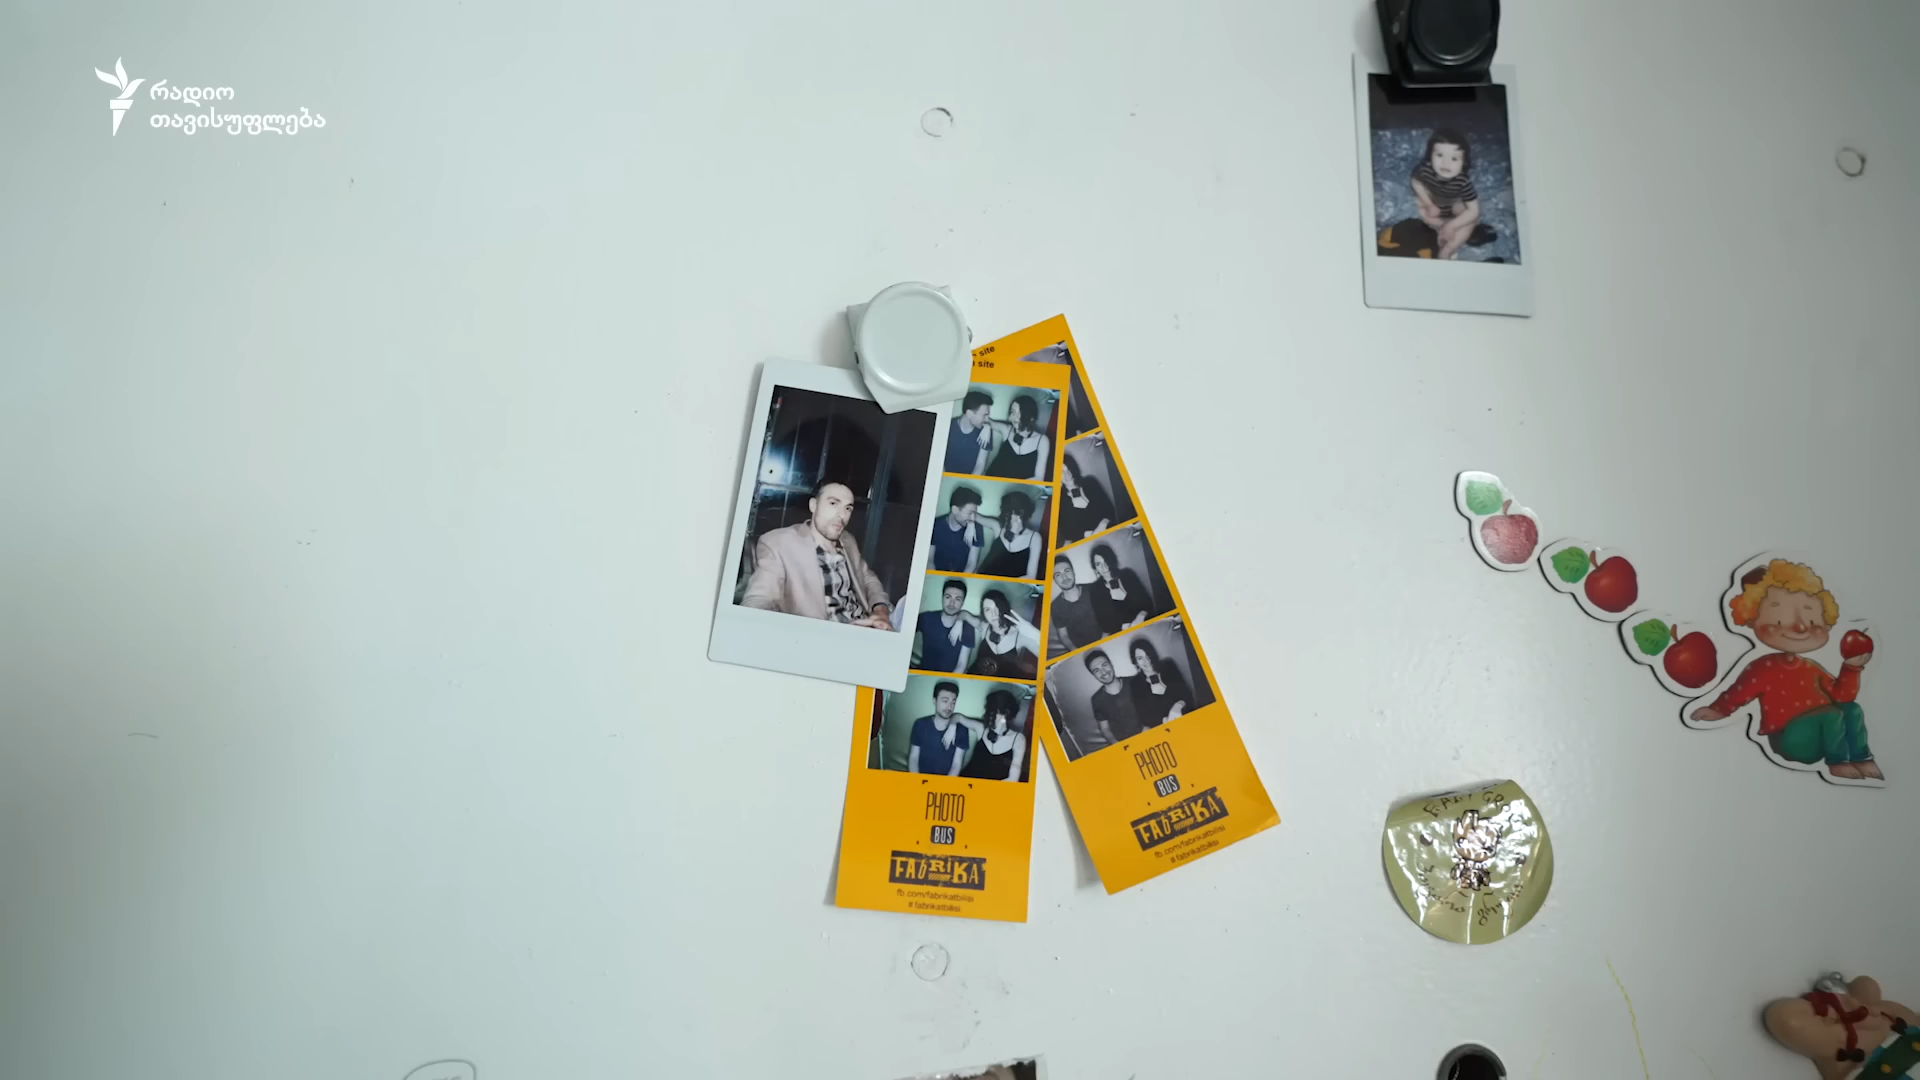 რადიო
თავისუფლება
site
site
PHOTO
BUS
FAbRiKA
fb.com/fabrikatbilisi
#fabrikatbilisi
PHOTO
BUS
FAbRiKA
fb.com/fabrikatbilisi
#fabrikatbilisi